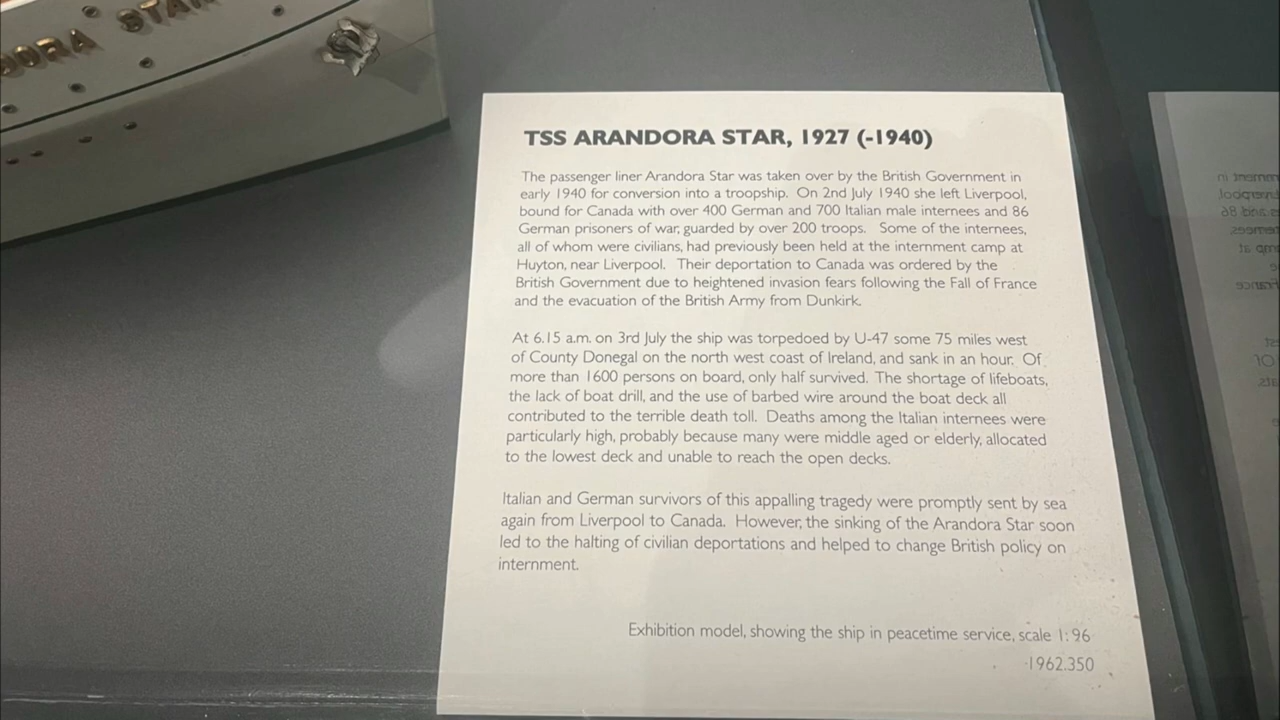 DORA STAR
TSS ARANDORA STAR, 1927 (-1940)
The passenger liner Arandora Star was taken over by the British Government in
early 1940 for conversion into a troopship. On 2nd July 1940 she left Liverpool,
bound for Canada with over 400 German and 700 Italian male internees and 86
German prisoners of war, guarded by over 200 troops. Some of the internees,
all of whom were civilians, had previously been held at the internment camp at
Huyton, near Liverpool. Their deportation to Canada was ordered by the
British Government due to heightened invasion fears following the Fall of France
and the evacuation of the British Army from Dunkirk.
At 6.15 a.m. on 3rd July the ship was torpedoed by U-47 some 75 miles west
of County Donegal on the north west coast of Ireland, and sank in an hour. Of
more than 1600 persons on board, only half survived. The shortage of lifeboats,
the lack of boat drill, and the use of barbed wire around the boat deck all
contributed to the terrible death toll. Deaths among the Italian internees were
particularly high, probably because many were middle aged or elderly, allocated
to the lowest deck and unable to reach the open decks.
Italian and German survivors of this appalling tragedy were promptly sent by sea
again from Liverpool to Canada. However, the sinking of the Arandora Star soon
led to the halting of civilian deportations and helped to change British policy on
internment.
Exhibition model, showing the ship in peacetime service, scale 1:96
1962.350